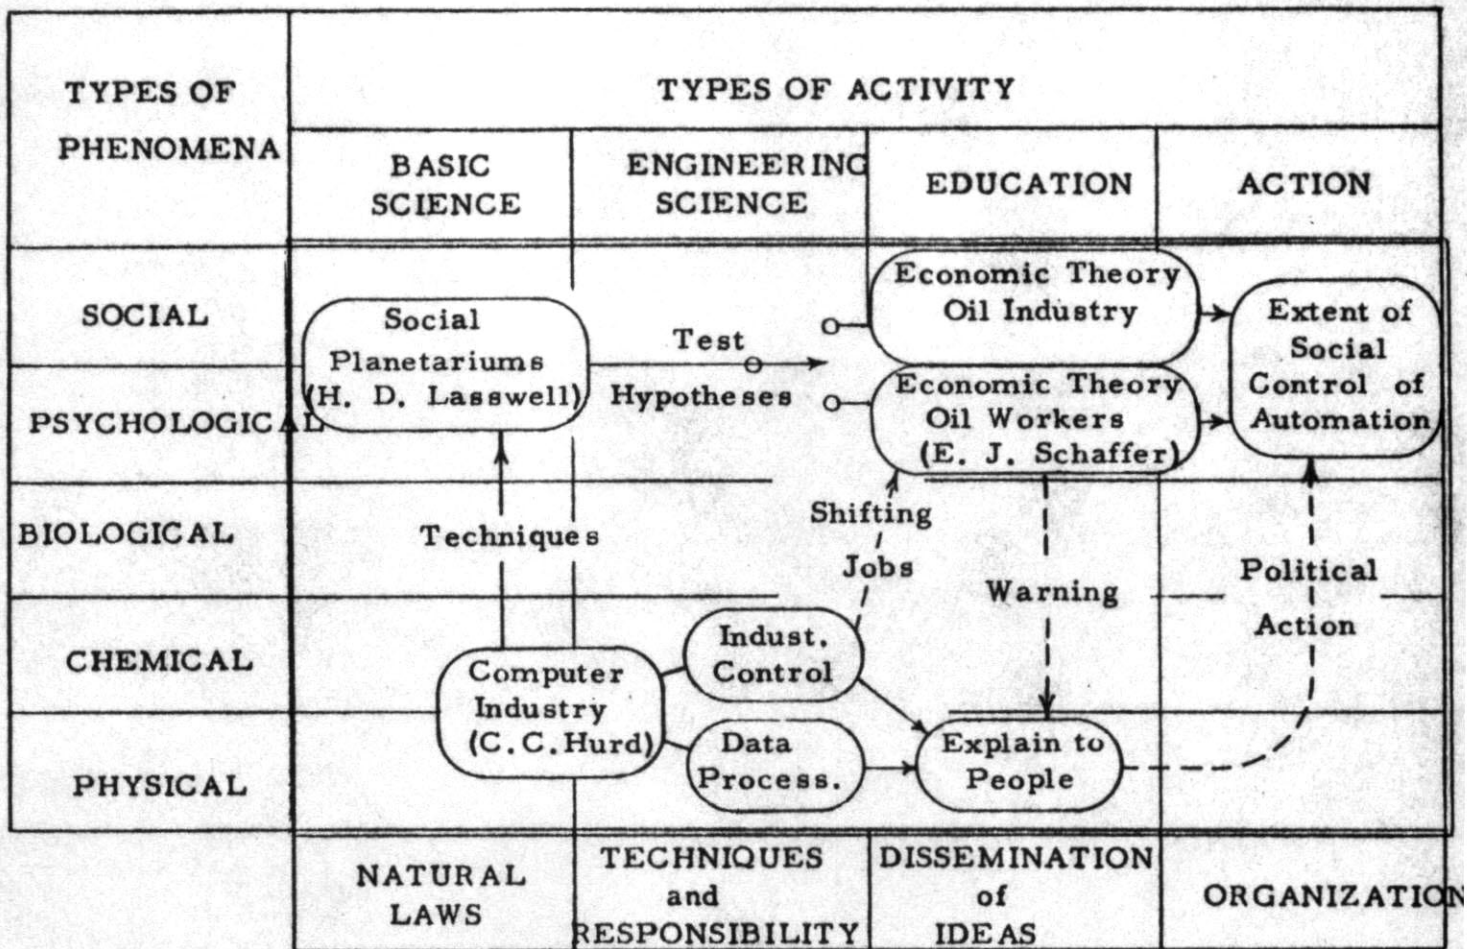 TYPES OF
PHENOMENA
TYPES OF ACTIVITY
BASIC
SCIENCE
ENGINEERING
SCIENCE
EDUCATION
ACTION
SOCIAL
PSYCHOLOGICAL
BIOLOGICAL
CHEMICAL
PHYSICAL
Social
Planetariums
(H. D. Lasswell)
Test
Hypotheses
Economic Theory
Oil Industry
Economic Theory
Oil Workers
(E. J. Schaffer)
Extent of
Social
Control of
Automation
Techniques
Shifting
Jobs
Warning
Political
Action
Computer
Industry
(C.C.Hurd)
Indust.
Control
Data
Process.
Explain to
People
NATURAL
LAWS
TECHNIQUES
and
RESPONSIBILITY
DISSEMINATION
of
IDEAS
ORGANIZATION